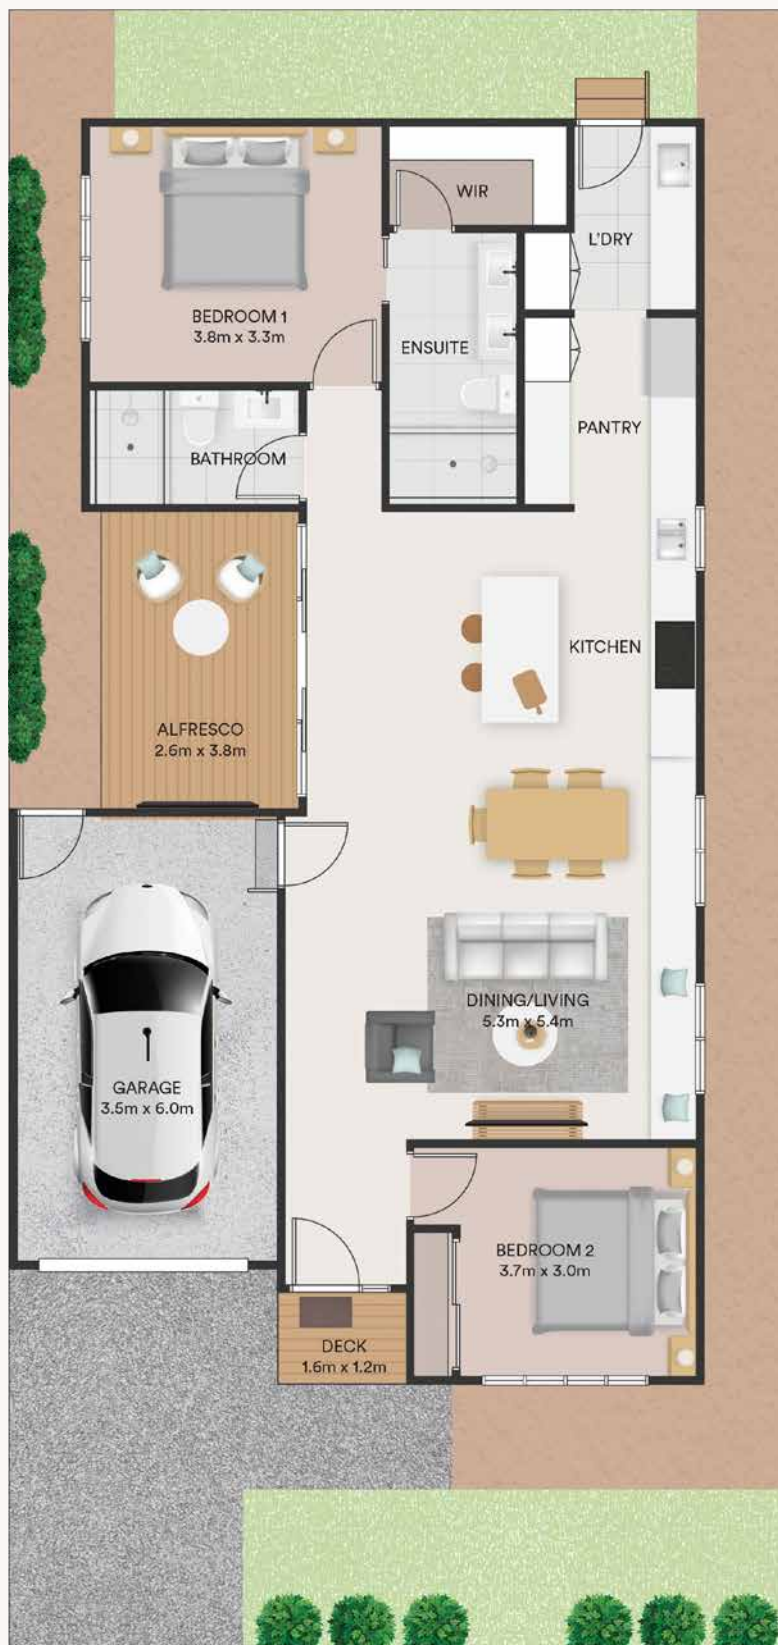 WIR
L'DRY
BEDROOM 1
3.8m x 3.3m
ENSUITE
PANTRY
BATHROOM
KITCHEN
ALFRESCO
2.6m x 3.8m
DINING/LIVING
5.3m x 5.4m
GARAGE
3.5m x 6.0m
BEDROOM 2
3.7m x 3.0m
DECK
1.6m x 1.2m